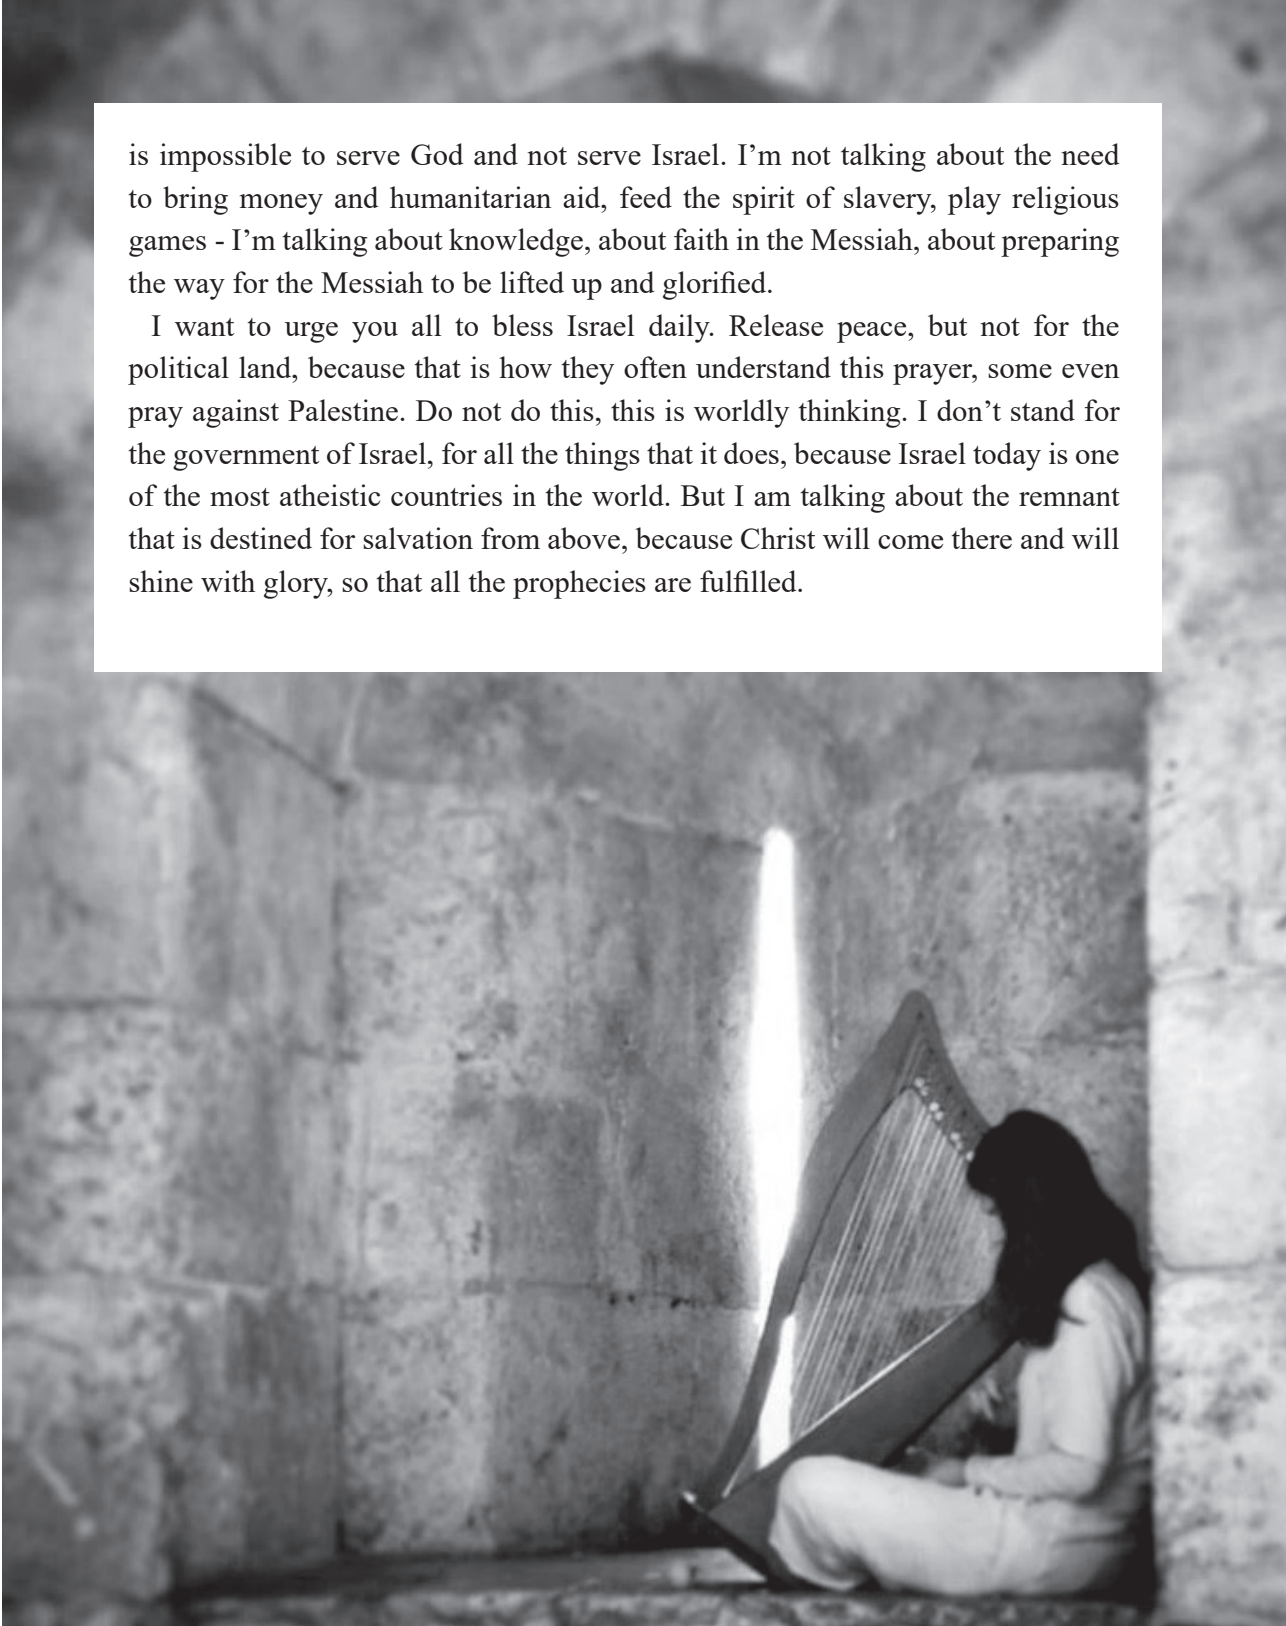 is impossible to serve God and not serve Israel. I’m not talking about the need
to bring money and humanitarian aid, feed the spirit of slavery, play religious
games - I’m talking about knowledge, about faith in the Messiah, about preparing
the way for the Messiah to be lifted up and glorified.
I want to urge you all to bless Israel daily. Release peace, but not for the
political land, because that is how they often understand this prayer, some even
pray against Palestine. Do not do this, this is worldly thinking. I don’t stand for
the government of Israel, for all the things that it does, because Israel today is one
of the most atheistic countries in the world. But I am talking about the remnant
that is destined for salvation from above, because Christ will come there and will
shine with glory, so that all the prophecies are fulfilled.